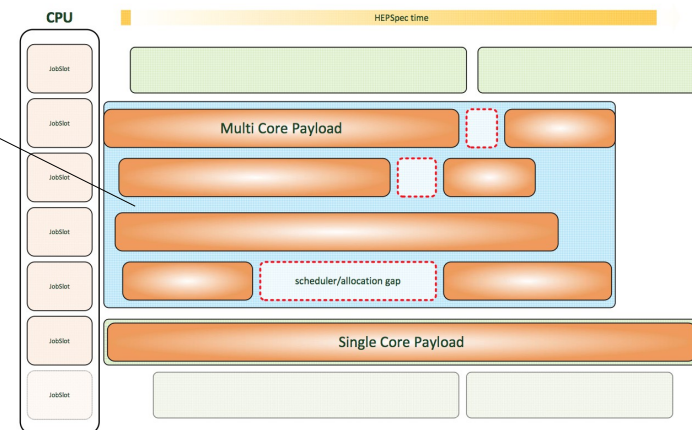 CPU
HEPSpec time
JobSlot
JobSlot
Multi Core Payload
JobSlot
JobSlot
JobSlot
scheduler/allocation gap
JobSlot
Single Core Payload
JobSlot